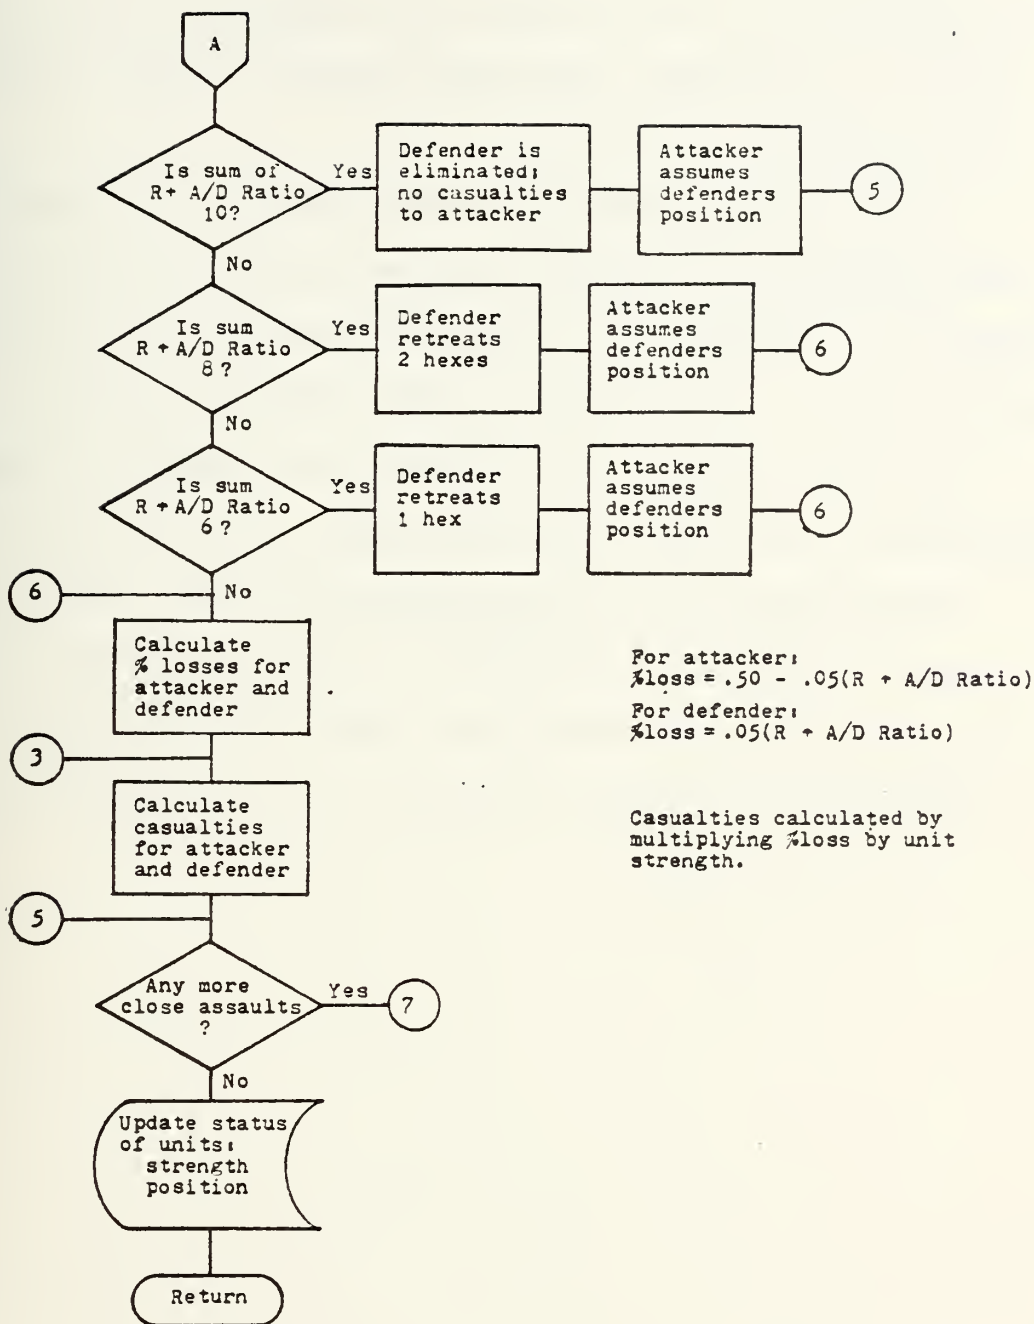 A
Is sum of
R+ A/D Ratio
10?
Yes
Defender is
eliminated;
no casualties
to attacker
Attacker
assumes
defenders
position
5
No
Is sum
R + A/D Ratio
8?
Yes
Defender
retreats
2 hexes
Attacker
assumes
defenders
position
6
No
Is sum
R + A/D Ratio
6?
Yes
Defender
retreats
1 hex
Attacker
assumes
defenders
position
6
No
6
Calculate
% losses for
attacker and
defender
For attacker:
%loss = .50 - .05(R + A/D Ratio)
For defender:
%loss = .05(R + A/D Ratio)
3
Calculate
casualties
for attacker
and defender
Casualties calculated by
multiplying %loss by unit
strength.
5
Any more
close assaults
?
Yes
7
No
Update status
of units:
strength
position
Return